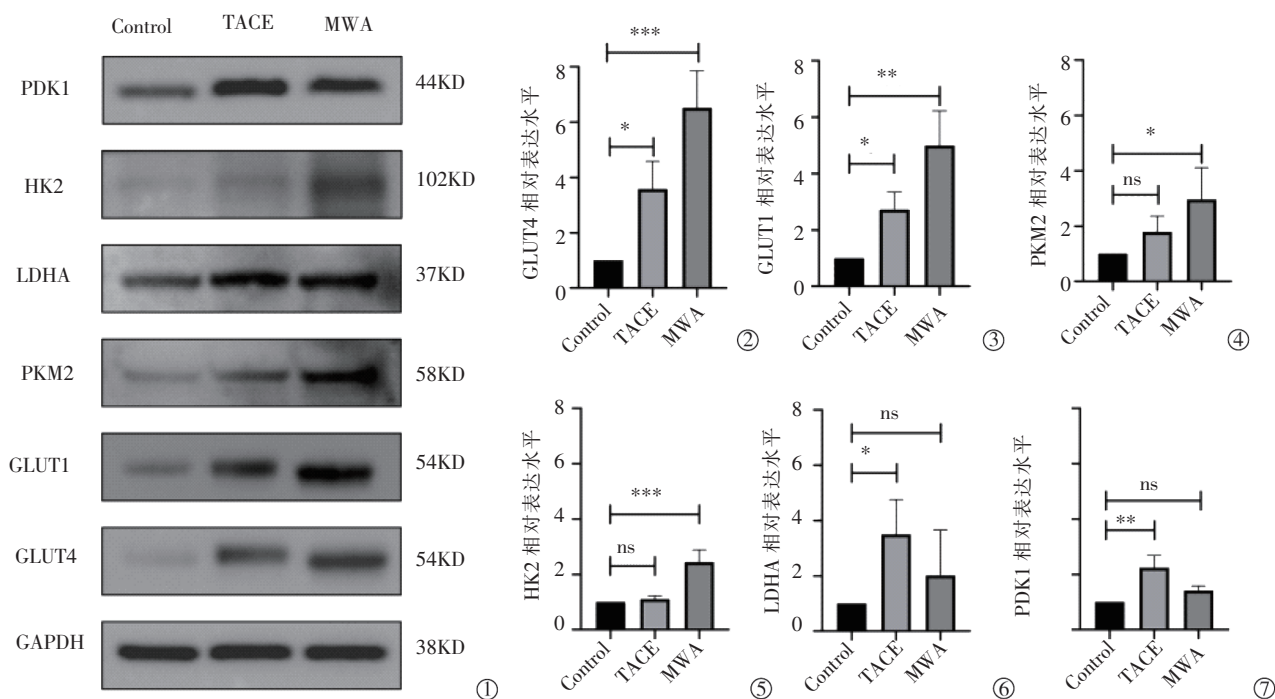 Control TACE MWA
PDK1 44KD
HK2 102KD
LDHA 37KD
PKM2 58KD
GLUT1 54KD
GLUT4 54KD
GAPDH 38KD
①
GLUT4 相对表达水平
8
6
4
2
0
***
*
Control TACE MWA
②
GLUT1 相对表达水平
8
6
4
2
0
**
*
Control TACE MWA
③
PKM2 相对表达水平
8
6
4
2
0
*
ns
Control TACE MWA
④
HK2 相对表达水平
8
6
4
2
0
***
ns
Control TACE MWA
⑤
LDHA 相对表达水平
8
6
4
2
0
ns
*
Control TACE MWA
⑥
PDK1 相对表达水平
8
6
4
2
0
ns
**
Control TACE MWA
⑦